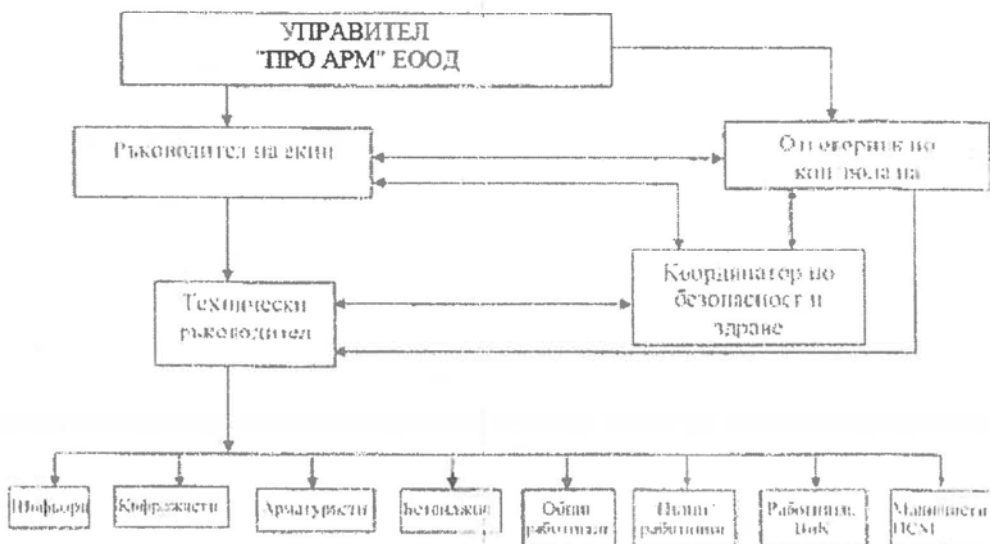 УПРАВИТЕЛ
"ПРО АРМ" ЕООД
Ръководител на екип
Отговорник по
контрола на
Координатор по
безопасност и
здраве
Технически
ръководител
Шофьори
Кофражисти
Арматуристи
Бетонджии
Общи
работници
работници
Работници
ВиК
Машинисти
ПСМ